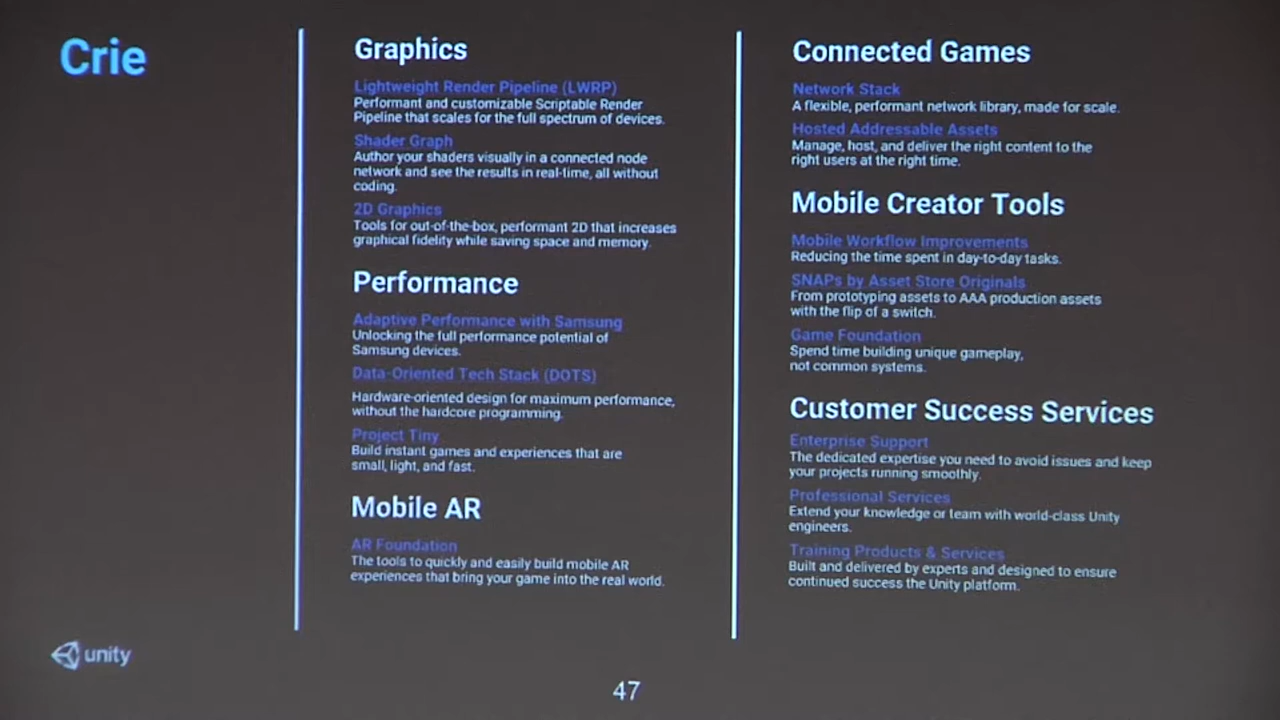 Crie
Graphics
Lightweight Render Pipeline (LWRP)
Performant and customizable Scriptable Render
Pipeline that scales for the full spectrum of devices.
Shader Graph
Author your shaders visually in a connected node
network and see the results in real-time, all without
coding.
2D Graphics
Tools for out-of-the-box, performant 2D that increases
graphical fidelity while saving space and memory.
Performance
Adaptive Performance with Samsung
Unlocking the full performance potential of
Samsung devices.
Data-Oriented Tech Stack (DOTS)
Hardware-oriented design for maximum performance,
without the hardcore programming.
Project Tiny
Build instant games and experiences that are
small, light, and fast.
Mobile AR
AR Foundation
The tools to quickly and easily build mobile AR
experiences that bring your game into the real world.
Connected Games
Network Stack
A flexible, performant network library, made for scale.
Hosted Addressable Assets
Manage, host, and deliver the right content to the
right users at the right time.
Mobile Creator Tools
Mobile Workflow Improvements
Reducing the time spent in day-to-day tasks.
SNAPs by Asset Store Originals
From prototyping assets to AAA production assets
with the flip of a switch.
Game Foundation
Spend time building unique gameplay,
not common systems.
Customer Success Services
Enterprise Support
The dedicated expertise you need to avoid issues and keep
your projects running smoothly.
Professional Services
Extend your knowledge or team with world-class Unity
engineers.
Training Products & Services
Built and delivered by experts and designed to ensure
continued success the Unity platform.
unity
47